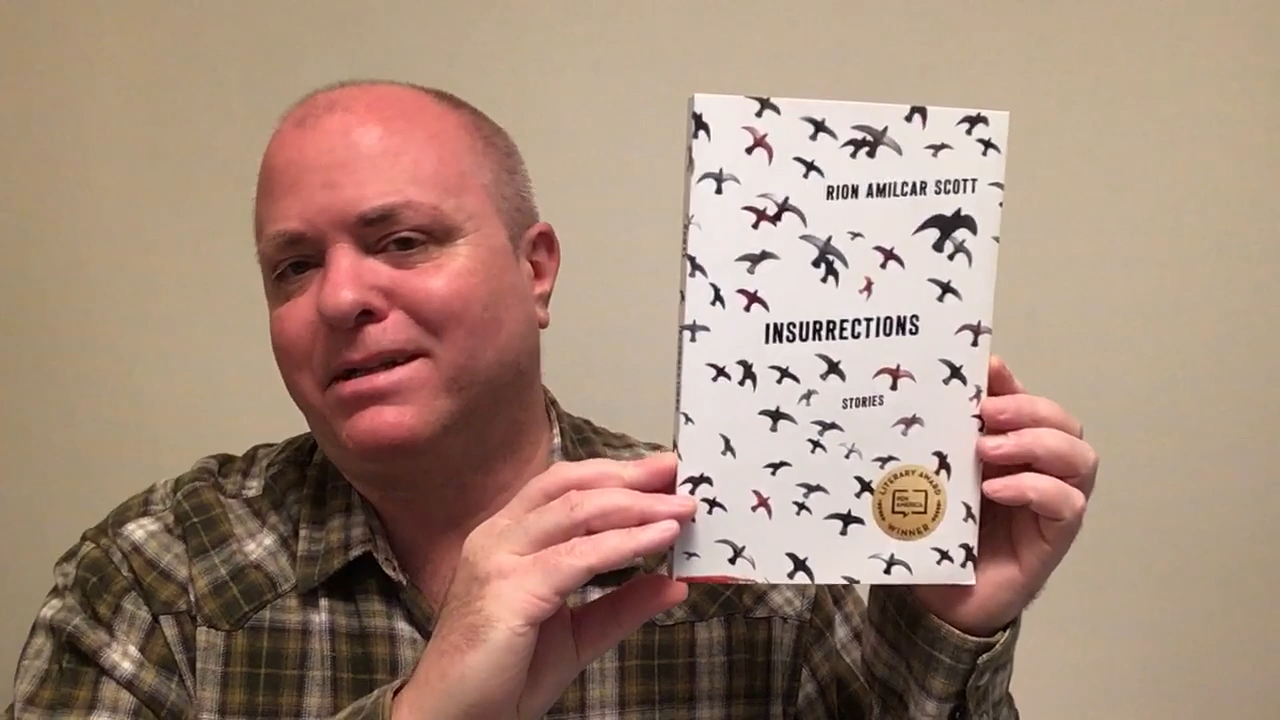 RION AMILCAR SCOTT
INSURRECTIONS
STORIES
LITERARY AWARD
PEN
AMERICA
WINNER